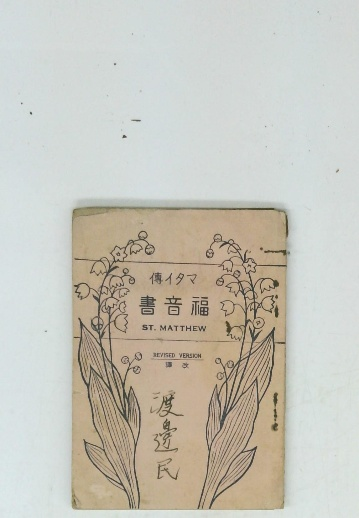 マタイ傳
福音書
ST. MATTHEW
REVISED VERSION
改譯
渡邊民